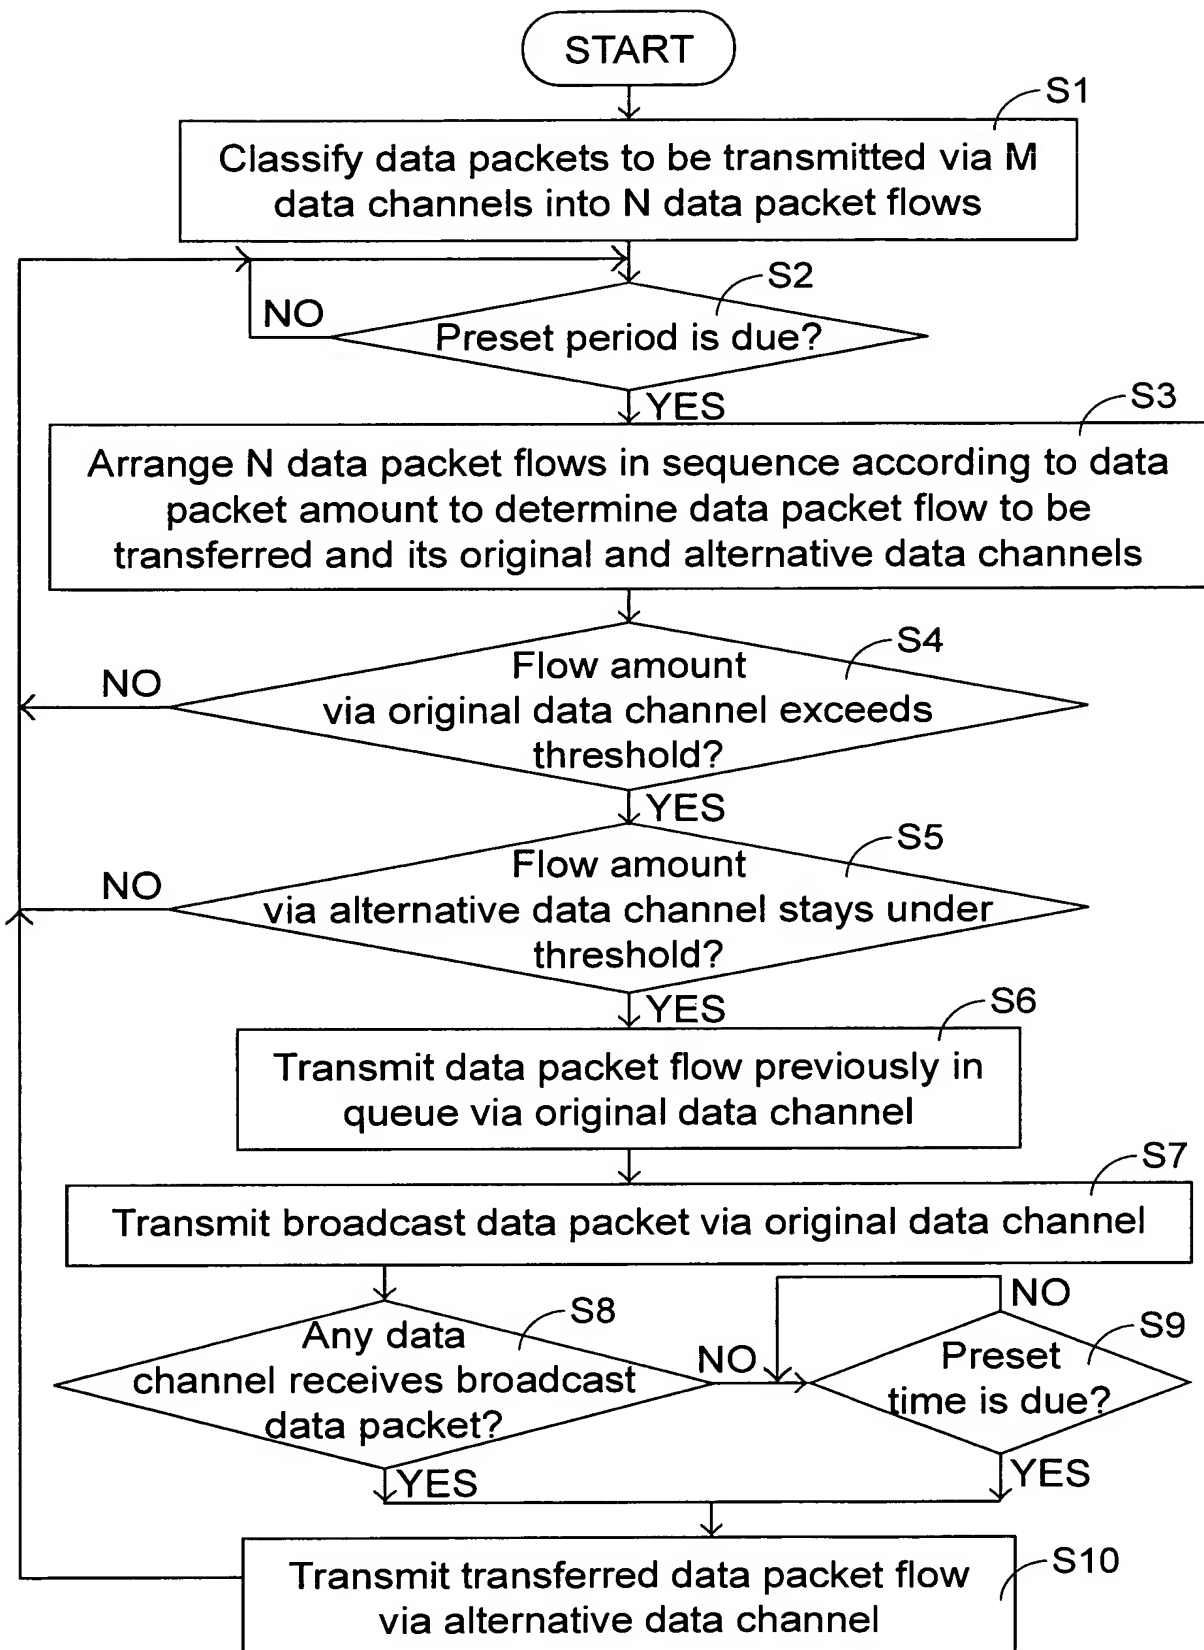 START
S1
Classify data packets to be transmitted via M
data channels into N data packet flows
S2
NO
Preset period is due?
YES
S3
Arrange N data packet flows in sequence according to data
packet amount to determine data packet flow to be
transferred and its original and alternative data channels
S4
NO
Flow amount
via original data channel exceeds
threshold?
YES
S5
NO
Flow amount
via alternative data channel stays under
threshold?
YES
S6
Transmit data packet flow previously in
queue via original data channel
S7
Transmit broadcast data packet via original data channel
S8
Any data
channel receives broadcast
data packet?
NO
YES
NO
S9
Preset
time is due?
YES
S10
Transmit transferred data packet flow
via alternative data channel